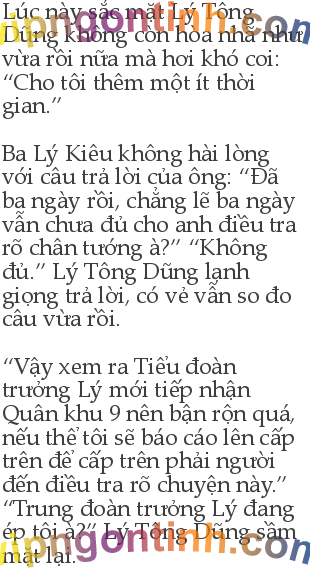 Lúc này sắc mặt Lý Tông
Dũng không còn hòa nhã như
vừa rồi nữa mà hơi khó coi:
“Cho tôi thêm một ít thời
gian.”
Ba Lý Kiêu không hài lòng
với câu trả lời của ông: “Đã
ba ngày rồi, chẳng lẽ ba ngày
vẫn chưa đủ cho anh điều tra
rõ chân tướng à?” “Không
đủ.” Lý Tông Dũng lạnh
giọng trả lời, có vẻ vẫn so đo
câu vừa rồi.
“Vậy xem ra Tiểu đoàn
trưởng Lý mới tiếp nhận
Quân khu 9 nên bận rộn quá,
nếu thế tôi sẽ báo cáo lên cấp
trên để cấp trên phải người
đến điều tra rõ chuyện này.”
“Trung đoàn trưởng Lý đang
ép tôi à?” Lý Tông Dũng sầm
mặt lại.
vipngontinh.com
vipngontinh.com